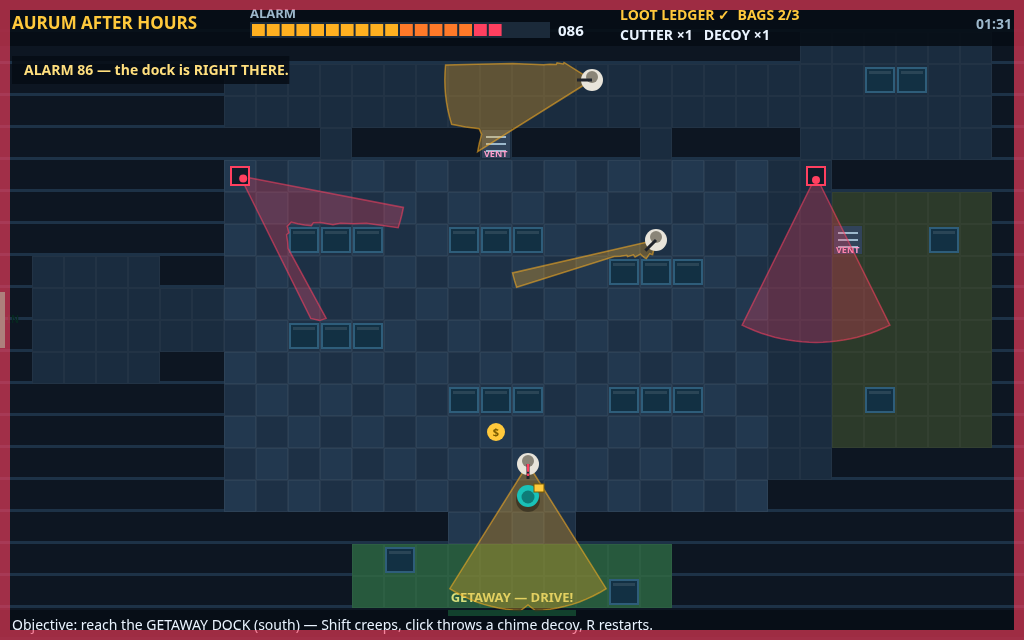 AURUM AFTER HOURS
ALARM
086
LOOT LEDGER ✓ BAGS 2/3
CUTTER ×1 DECOY ×1
01:31
ALARM 86 — the dock is RIGHT THERE.
VENT
VENT
$
GETAWAY — DRIVE!
Objective: reach the GETAWAY DOCK (south) — Shift creeps, click throws a chime decoy, R restarts.